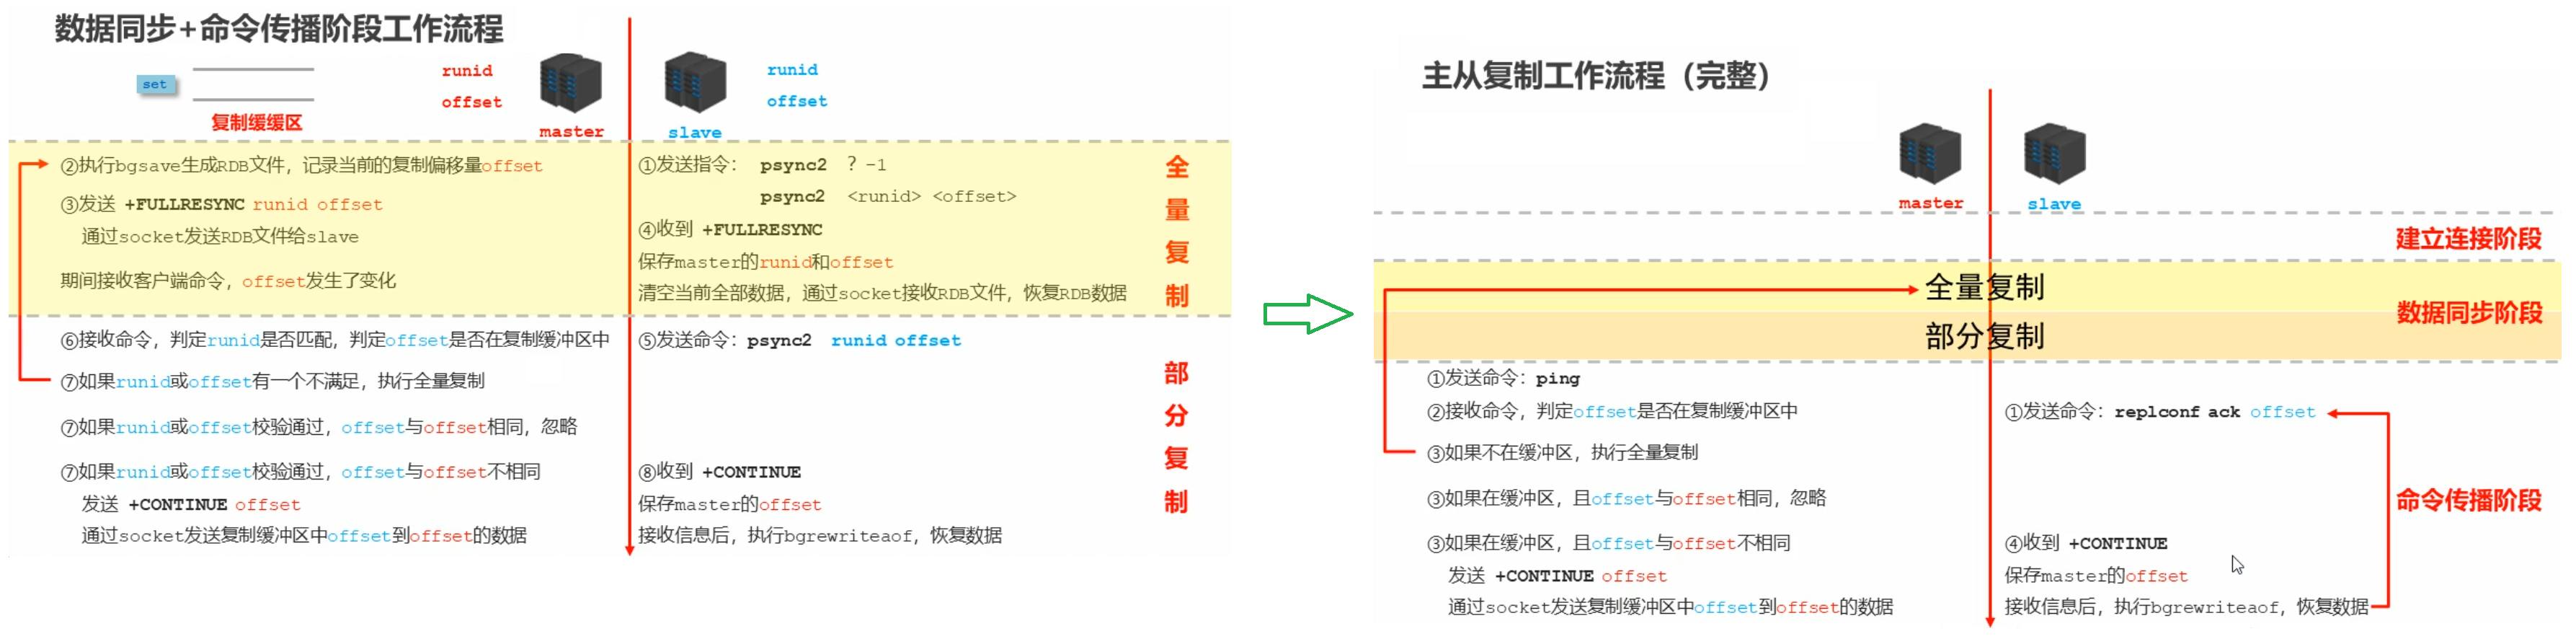 数据同步+命令传播阶段工作流程
set
复制缓缓区
runid
offset
master
runid
offset
slave
②执行bgsave生成RDB文件，记录当前的复制偏移量offset
③发送 +FULLRESYNC runid offset
通过socket发送RDB文件给slave
期间接收客户端命令，offset发生了变化
①发送指令： psync2 ? -1
psync2 <runid> <offset>
④收到 +FULLRESYNC
保存master的runid和offset
清空当前全部数据，通过socket接收RDB文件，恢复RDB数据
全量复制
⑥接收命令，判定runid是否匹配，判定offset是否在复制缓冲区中
⑦如果runid或offset有一个不满足，执行全量复制
⑦如果runid或offset校验通过，offset与offset相同，忽略
⑦如果runid或offset校验通过，offset与offset不相同
发送 +CONTINUE offset
通过socket发送复制缓冲区中offset到offset的数据
⑤发送命令：psync2 runid offset
⑧收到 +CONTINUE
保存master的offset
接收信息后，执行bgrewriteaof，恢复数据
部分复制
主从复制工作流程（完整）
master
slave
建立连接阶段
全量复制
部分复制
数据同步阶段
①发送命令：ping
②接收命令，判定offset是否在复制缓冲区中
③如果不在缓冲区，执行全量复制
③如果在缓冲区，且offset与offset相同，忽略
③如果在缓冲区，且offset与offset不相同
发送 +CONTINUE offset
通过socket发送复制缓冲区中offset到offset的数据
①发送命令：replconf ack offset
④收到 +CONTINUE
保存master的offset
接收信息后，执行bgrewriteaof，恢复数据
命令传播阶段